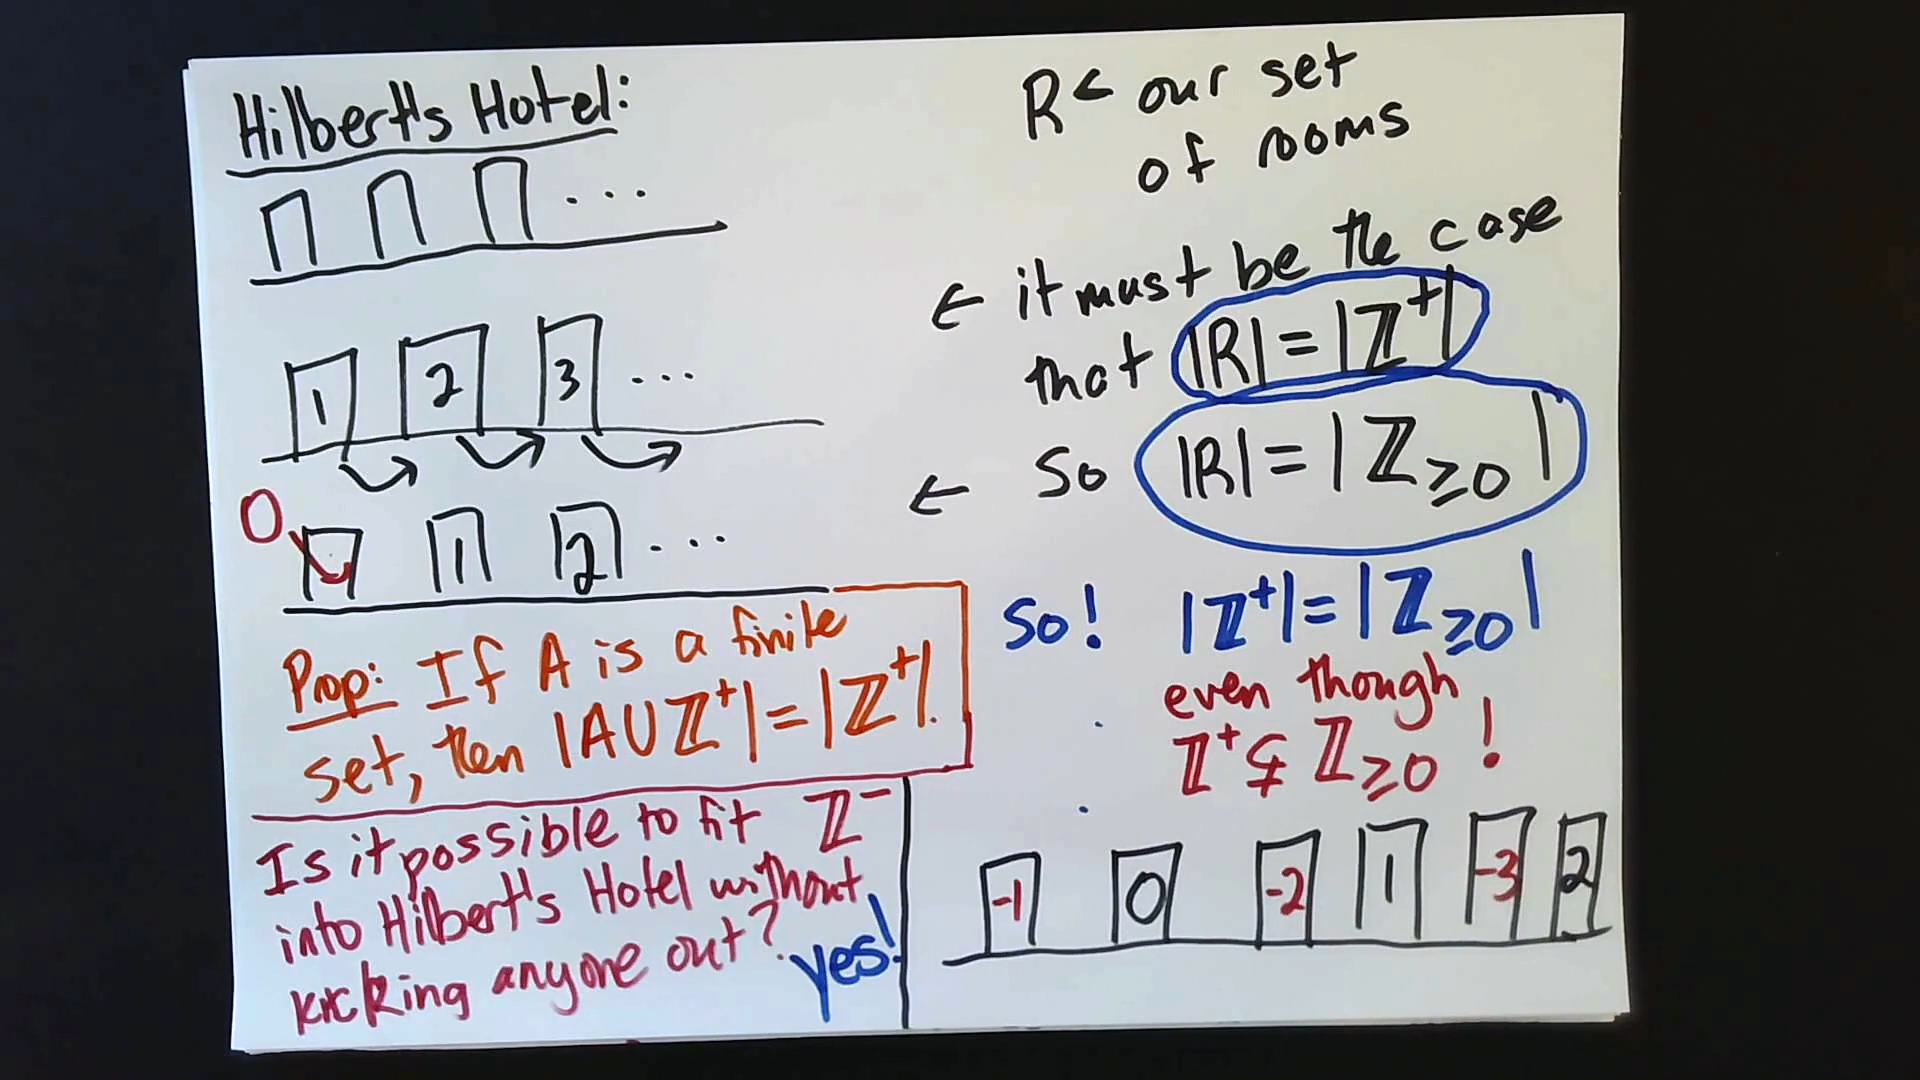 Hilbert's Hotel:
...
1 2 3 ...
0
1 2 ...
Prop: If A is a finite
set, then |A∪ℤ⁺|=|ℤ⁺|.
Is it possible to fit ℤ⁻
into Hilbert's Hotel without
kicking anyone out?
yes!
R ← our set
of rooms
← it must be the case
that |R|=|ℤ⁺|
← So |R|=|ℤ≥0|
So! |ℤ⁺|=|ℤ≥0|
even though
ℤ⁺⊊ℤ≥0!
-1 0 -2 1 -3 2